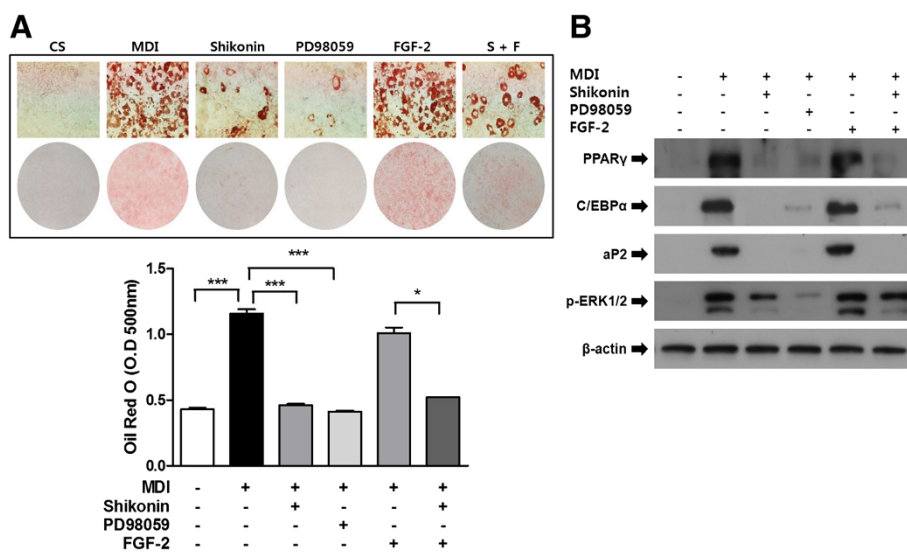 A
CS MDI Shikonin PD98059 FGF-2 S + F
Oil Red O (O.D 500nm)
1.5
1.0
0.5
0.0
***
***
***
*
MDI - + + + + +
Shikonin - - + - - +
PD98059 - - - + - -
FGF-2 - - - - + +
B
MDI - + + + + +
Shikonin - - + - - +
PD98059 - - - + - -
FGF-2 - - - - + +
PPARγ
C/EBPα
aP2
p-ERK1/2
β-actin